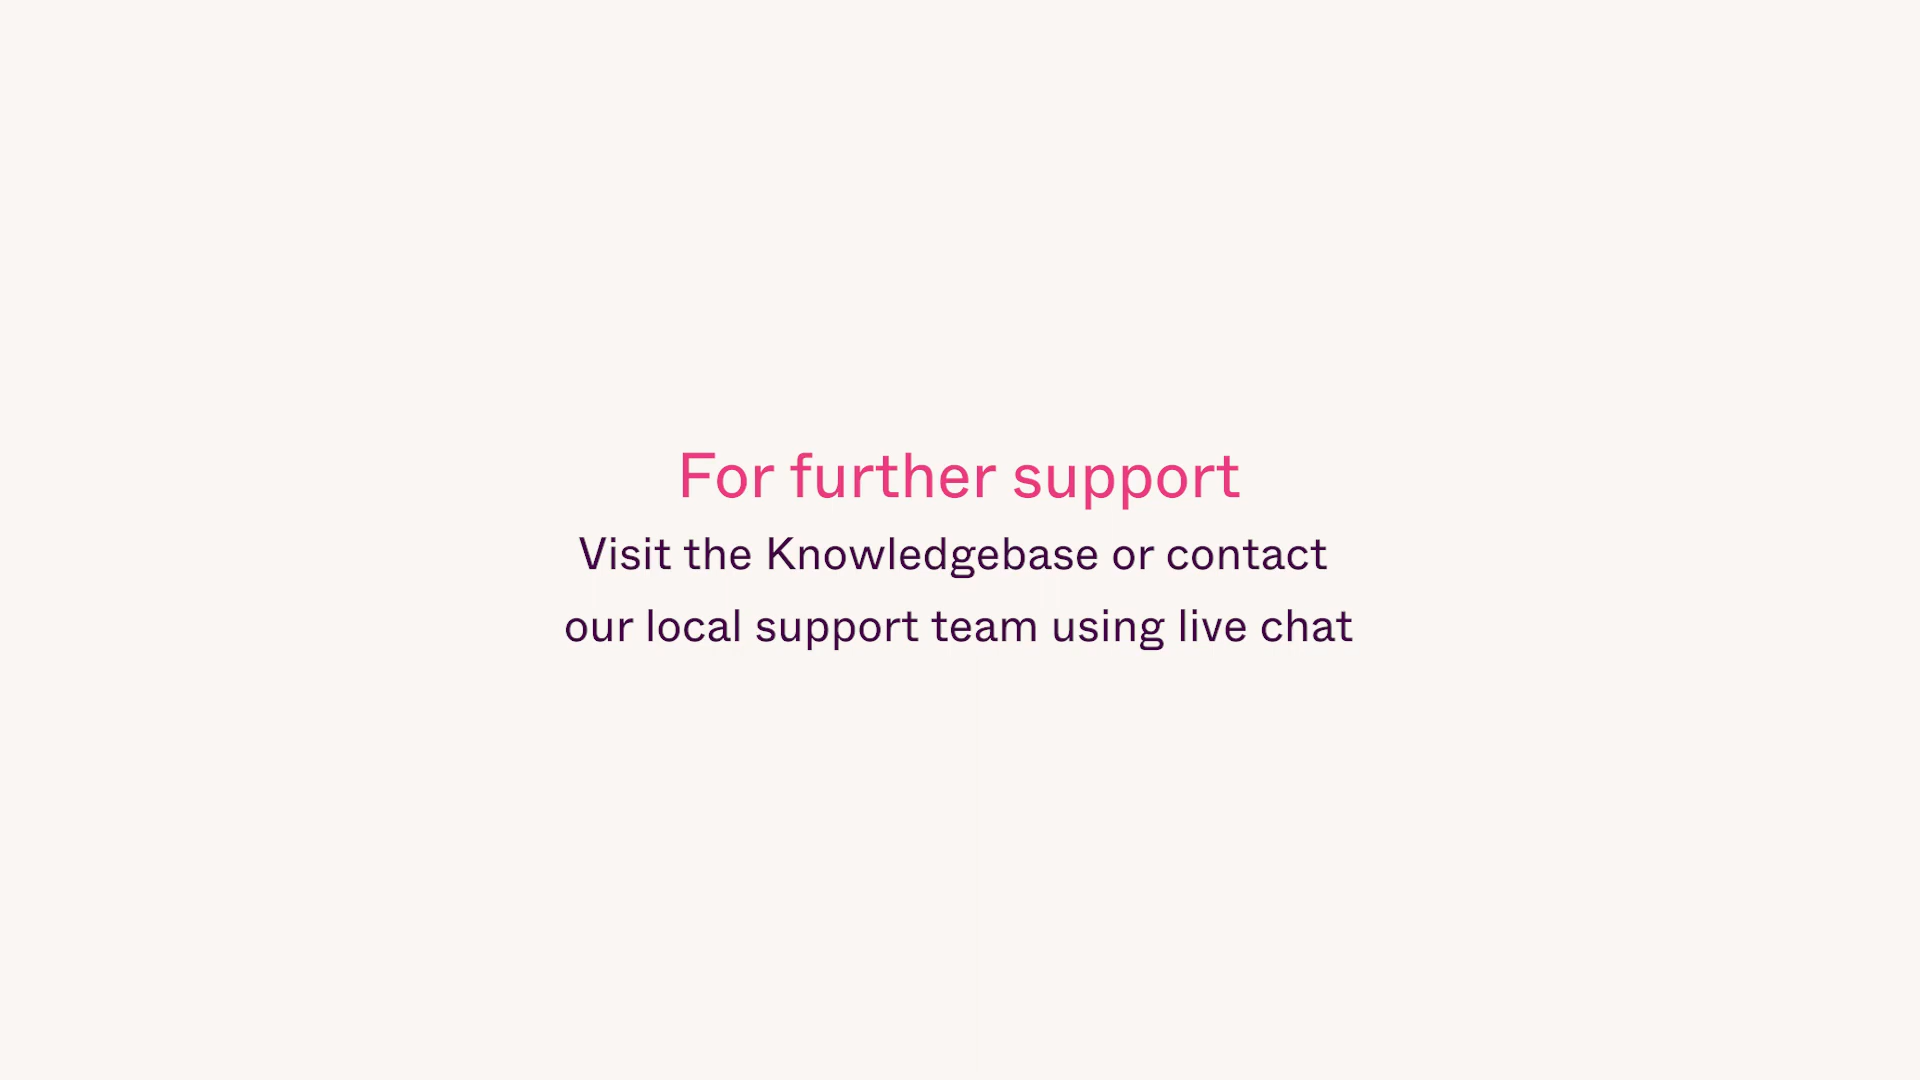 For further support
Visit the Knowledgebase or contact
our local support team using live chat